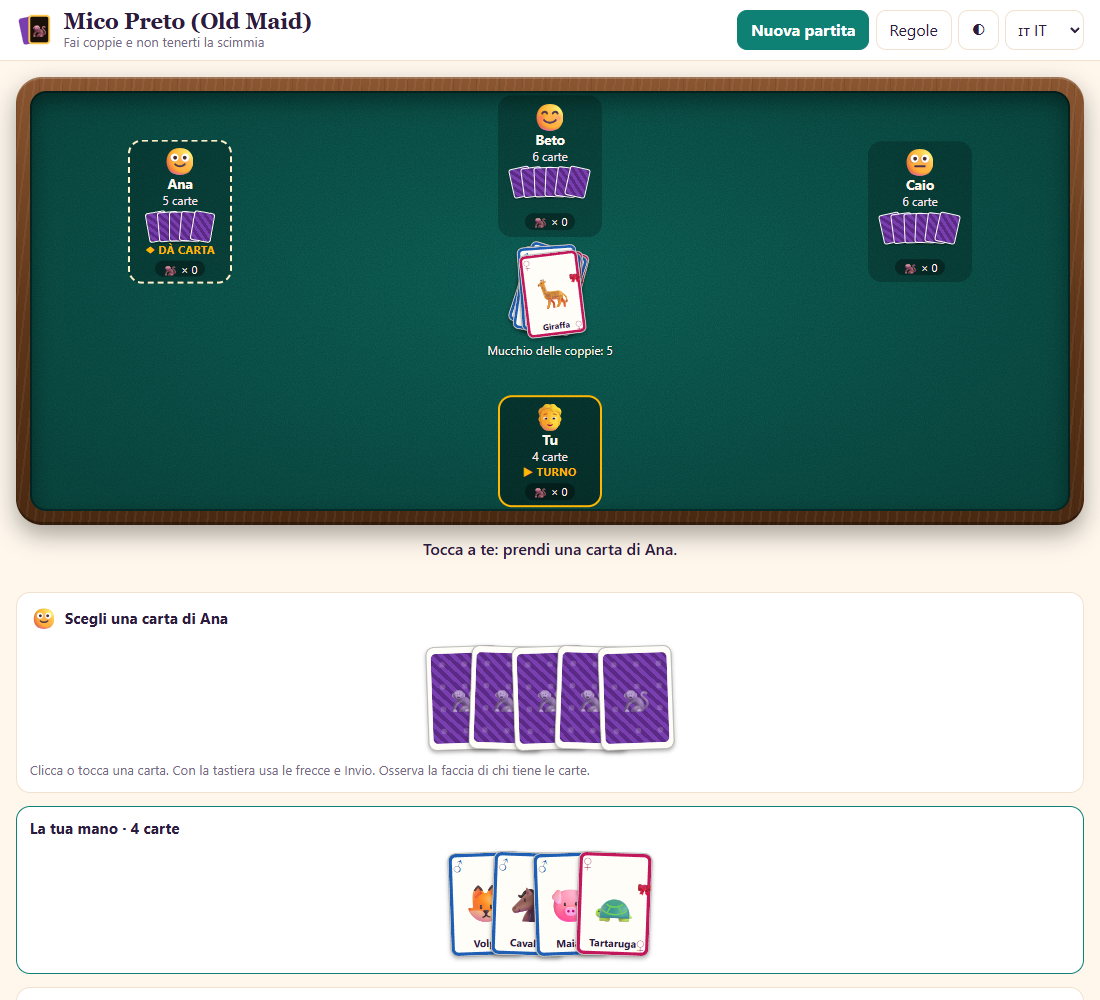 Mico Preto (Old Maid)
Fai coppie e non tenerti la scimmia
Nuova partita
Regole
IT IT
Beto
6 carte
× 0
Ana
5 carte
◆ DÀ CARTA
× 0
Caio
6 carte
× 0
Giraffa
Mucchio delle coppie: 5
Tu
4 carte
▶ TURNO
× 0
Tocca a te: prendi una carta di Ana.
Scegli una carta di Ana
Clicca o tocca una carta. Con la tastiera usa le frecce e Invio. Osserva la faccia di chi tiene le carte.
La tua mano · 4 carte
Tartaruga